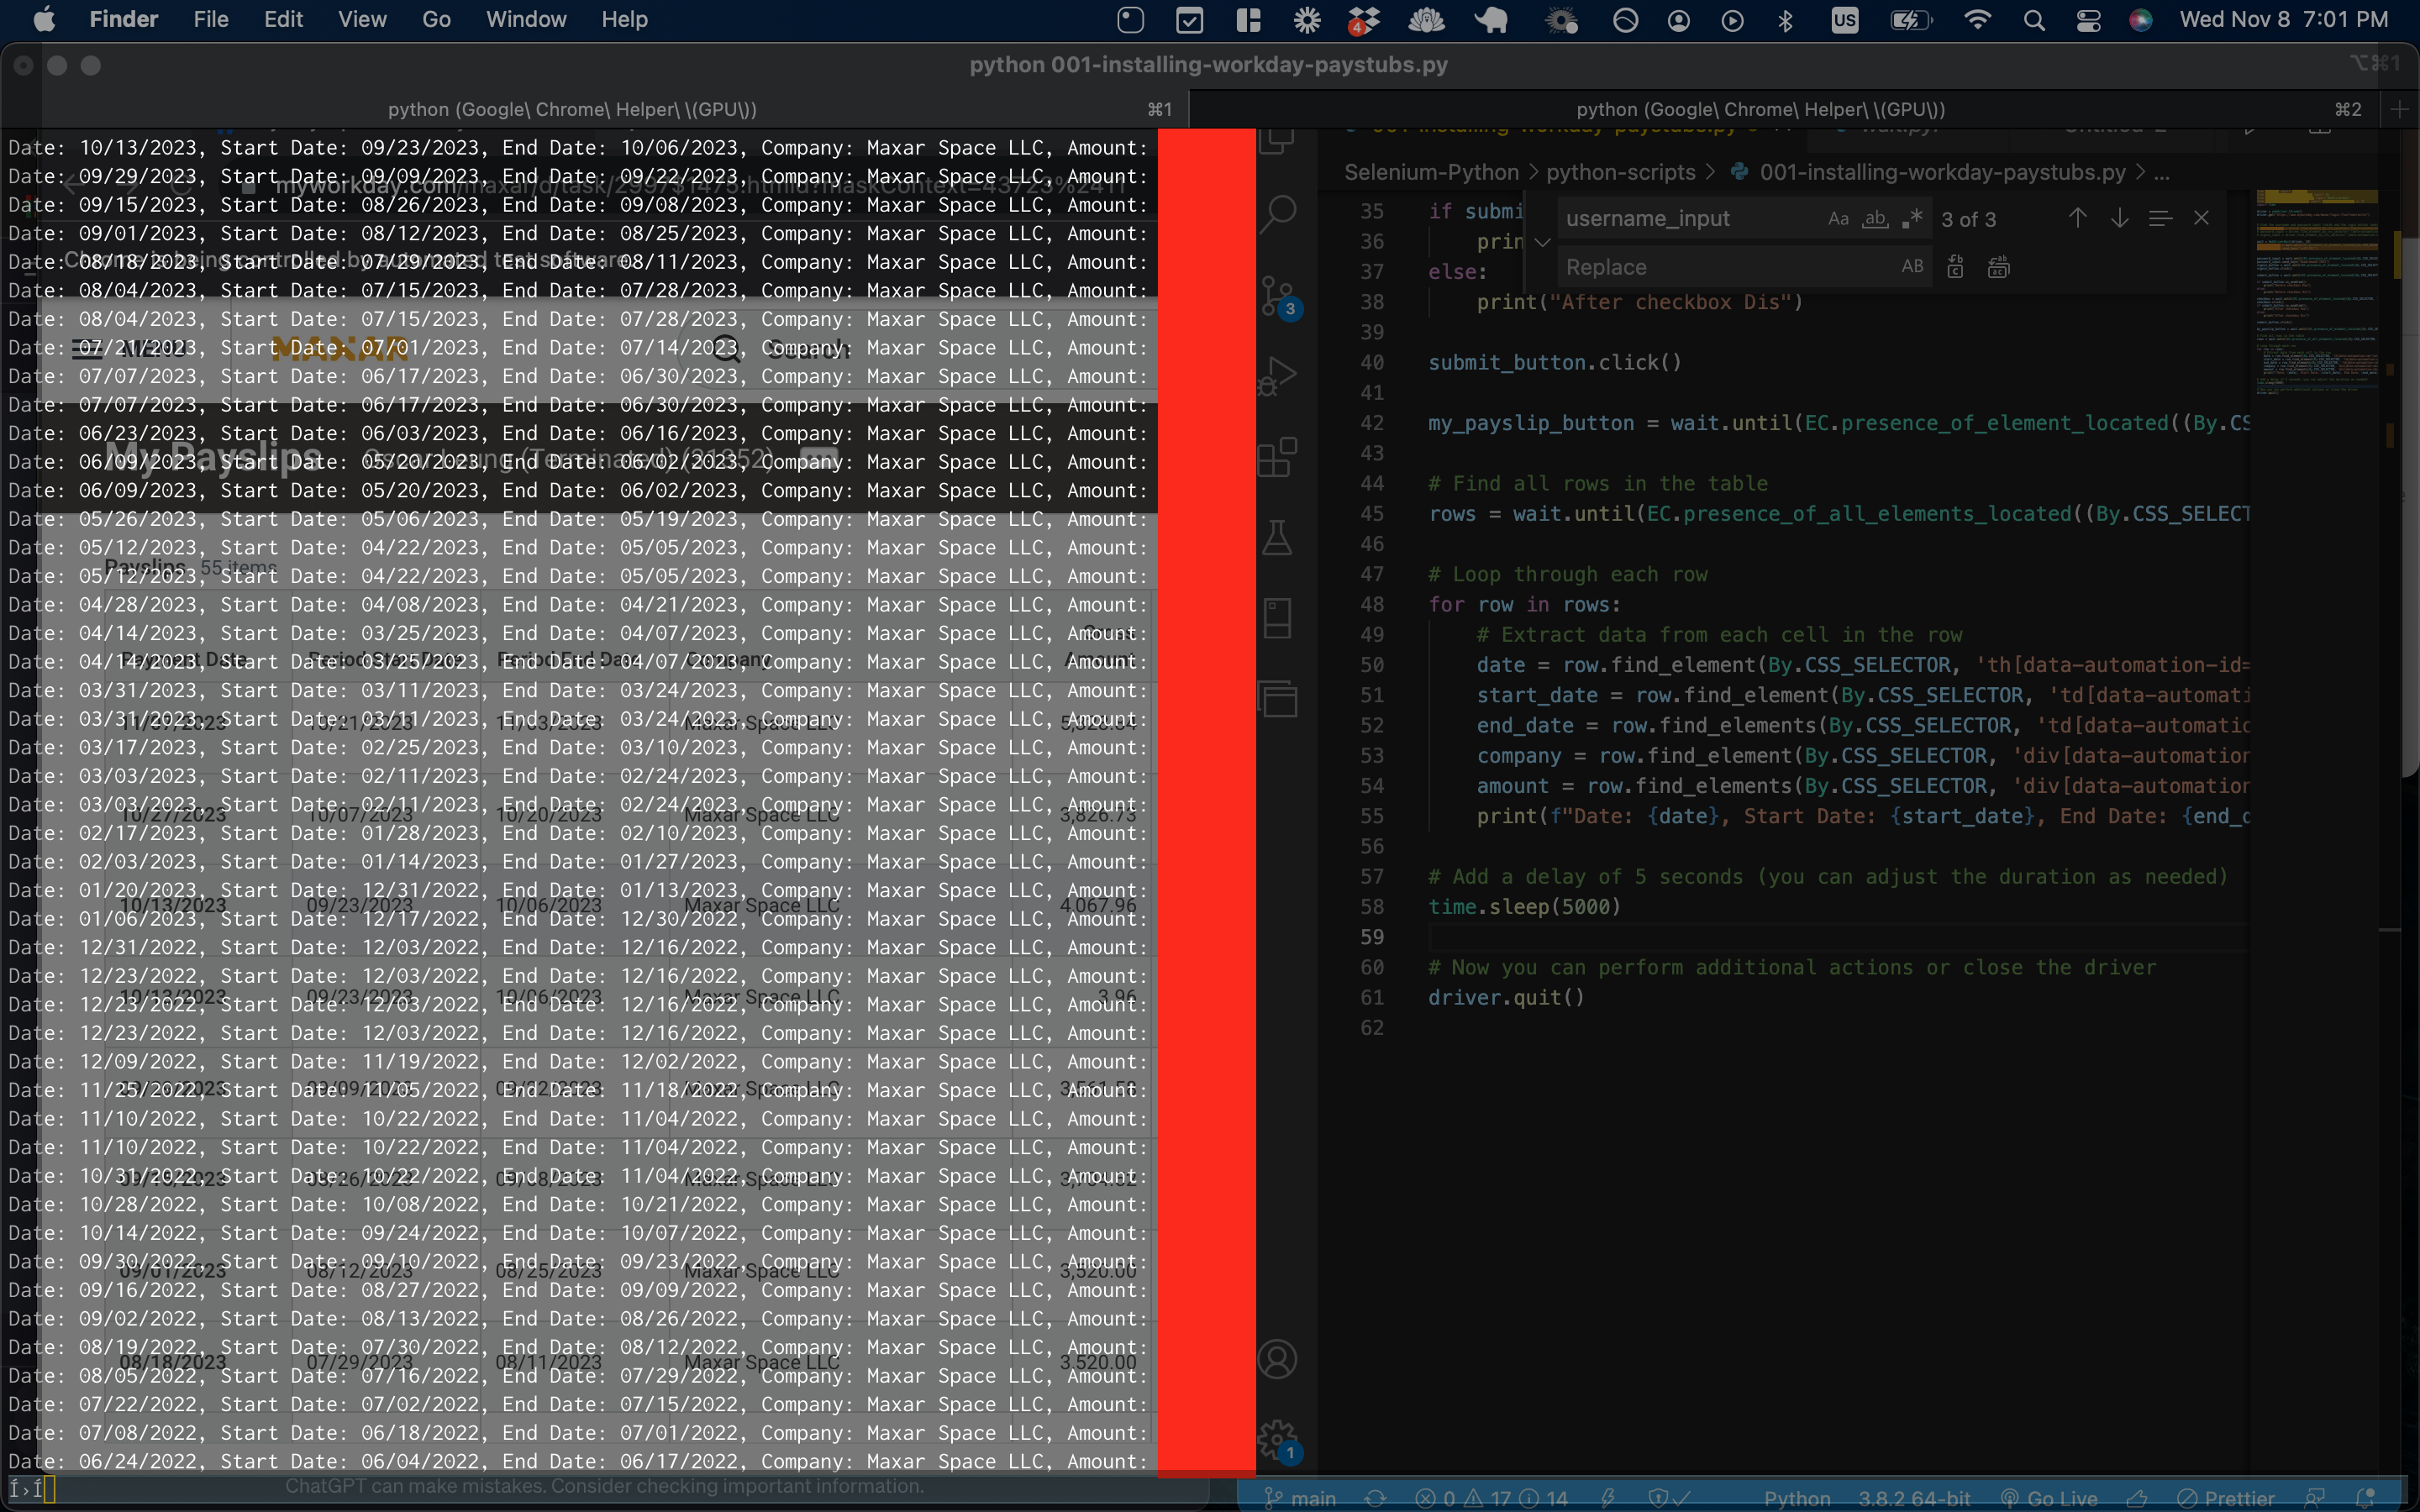 Finder File Edit View Go Window Help 4 US Wed Nov 8 7:01 PM
python 001-installing-workday-paystubs.py ⌥⌘1
python (Google\ Chrome\ Helper\ \(GPU\)) ⌘1 python (Google\ Chrome\ Helper\ \(GPU\)) ⌘2
Date: 10/13/2023, Start Date: 09/23/2023, End Date: 10/06/2023, Company: Maxar Space LLC, Amount:
Date: 09/29/2023, Start Date: 09/09/2023, End Date: 09/22/2023, Company: Maxar Space LLC, Amount:
Date: 09/15/2023, Start Date: 08/26/2023, End Date: 09/08/2023, Company: Maxar Space LLC, Amount:
Date: 09/01/2023, Start Date: 08/12/2023, End Date: 08/25/2023, Company: Maxar Space LLC, Amount:
Date: 08/18/2023, Start Date: 07/29/2023, End Date: 08/11/2023, Company: Maxar Space LLC, Amount:
Date: 08/04/2023, Start Date: 07/15/2023, End Date: 07/28/2023, Company: Maxar Space LLC, Amount:
Date: 08/04/2023, Start Date: 07/15/2023, End Date: 07/28/2023, Company: Maxar Space LLC, Amount:
Date: 07/21/2023, Start Date: 07/01/2023, End Date: 07/14/2023, Company: Maxar Space LLC, Amount:
Date: 07/07/2023, Start Date: 06/17/2023, End Date: 06/30/2023, Company: Maxar Space LLC, Amount:
Date: 07/07/2023, Start Date: 06/17/2023, End Date: 06/30/2023, Company: Maxar Space LLC, Amount:
Date: 06/23/2023, Start Date: 06/03/2023, End Date: 06/16/2023, Company: Maxar Space LLC, Amount:
Date: 06/09/2023, Start Date: 05/20/2023, End Date: 06/02/2023, Company: Maxar Space LLC, Amount:
Date: 06/09/2023, Start Date: 05/20/2023, End Date: 06/02/2023, Company: Maxar Space LLC, Amount:
Date: 05/26/2023, Start Date: 05/06/2023, End Date: 05/19/2023, Company: Maxar Space LLC, Amount:
Date: 05/12/2023, Start Date: 04/22/2023, End Date: 05/05/2023, Company: Maxar Space LLC, Amount:
Date: 05/12/2023, Start Date: 04/22/2023, End Date: 05/05/2023, Company: Maxar Space LLC, Amount:
Date: 04/28/2023, Start Date: 04/08/2023, End Date: 04/21/2023, Company: Maxar Space LLC, Amount:
Date: 04/14/2023, Start Date: 03/25/2023, End Date: 04/07/2023, Company: Maxar Space LLC, Amount:
Date: 04/14/2023, Start Date: 03/25/2023, End Date: 04/07/2023, Company: Maxar Space LLC, Amount:
Date: 03/31/2023, Start Date: 03/11/2023, End Date: 03/24/2023, Company: Maxar Space LLC, Amount:
Date: 03/31/2023, Start Date: 03/11/2023, End Date: 03/24/2023, Company: Maxar Space LLC, Amount:
Date: 03/17/2023, Start Date: 02/25/2023, End Date: 03/10/2023, Company: Maxar Space LLC, Amount:
Date: 03/03/2023, Start Date: 02/11/2023, End Date: 02/24/2023, Company: Maxar Space LLC, Amount:
Date: 03/03/2023, Start Date: 02/11/2023, End Date: 02/24/2023, Company: Maxar Space LLC, Amount:
Date: 02/17/2023, Start Date: 01/28/2023, End Date: 02/10/2023, Company: Maxar Space LLC, Amount:
Date: 02/03/2023, Start Date: 01/14/2023, End Date: 01/27/2023, Company: Maxar Space LLC, Amount:
Date: 01/20/2023, Start Date: 12/31/2022, End Date: 01/13/2023, Company: Maxar Space LLC, Amount:
Date: 01/06/2023, Start Date: 12/17/2022, End Date: 12/30/2022, Company: Maxar Space LLC, Amount:
Date: 12/31/2022, Start Date: 12/03/2022, End Date: 12/16/2022, Company: Maxar Space LLC, Amount:
Date: 12/23/2022, Start Date: 12/03/2022, End Date: 12/16/2022, Company: Maxar Space LLC, Amount:
Date: 12/23/2022, Start Date: 12/03/2022, End Date: 12/16/2022, Company: Maxar Space LLC, Amount:
Date: 12/23/2022, Start Date: 12/03/2022, End Date: 12/16/2022, Company: Maxar Space LLC, Amount:
Date: 12/09/2022, Start Date: 11/19/2022, End Date: 12/02/2022, Company: Maxar Space LLC, Amount:
Date: 11/25/2022, Start Date: 11/05/2022, End Date: 11/18/2022, Company: Maxar Space LLC, Amount:
Date: 11/10/2022, Start Date: 10/22/2022, End Date: 11/04/2022, Company: Maxar Space LLC, Amount:
Date: 11/10/2022, Start Date: 10/22/2022, End Date: 11/04/2022, Company: Maxar Space LLC, Amount:
Date: 10/31/2022, Start Date: 10/22/2022, End Date: 11/04/2022, Company: Maxar Space LLC, Amount:
Date: 10/28/2022, Start Date: 10/08/2022, End Date: 10/21/2022, Company: Maxar Space LLC, Amount:
Date: 10/14/2022, Start Date: 09/24/2022, End Date: 10/07/2022, Company: Maxar Space LLC, Amount:
Date: 09/30/2022, Start Date: 09/10/2022, End Date: 09/23/2022, Company: Maxar Space LLC, Amount:
Date: 09/16/2022, Start Date: 08/27/2022, End Date: 09/09/2022, Company: Maxar Space LLC, Amount:
Date: 09/02/2022, Start Date: 08/13/2022, End Date: 08/26/2022, Company: Maxar Space LLC, Amount:
Date: 08/19/2022, Start Date: 07/30/2022, End Date: 08/12/2022, Company: Maxar Space LLC, Amount:
Date: 08/05/2022, Start Date: 07/16/2022, End Date: 07/29/2022, Company: Maxar Space LLC, Amount:
Date: 07/22/2022, Start Date: 07/02/2022, End Date: 07/15/2022, Company: Maxar Space LLC, Amount:
Date: 07/08/2022, Start Date: 06/18/2022, End Date: 07/01/2022, Company: Maxar Space LLC, Amount:
Date: 06/24/2022, Start Date: 06/04/2022, End Date: 06/17/2022, Company: Maxar Space LLC, Amount:
Chrome is being controlled by automated test software.
MENU MAXAR Search
My Payslips
Payslips 55 items
ChatGPT can make mistakes. Consider checking important information.
Selenium-Python > python-scripts > 001-installing-workday-paystubs.py > ...
username_input Aa ab 3 of 3
Replace AB
35 if submi
36 prin
37 else:
38 print("After checkbox Dis")
39
40 submit_button.click()
41
42 my_payslip_button = wait.until(EC.presence_of_element_located((By.CS
43
44 # Find all rows in the table
45 rows = wait.until(EC.presence_of_all_elements_located((By.CSS_SELECT
46
47 # Loop through each row
48 for row in rows:
49 # Extract data from each cell in the row
50 date = row.find_element(By.CSS_SELECTOR, 'th[data-automation-id=
51 start_date = row.find_element(By.CSS_SELECTOR, 'td[data-automati
52 end_date = row.find_elements(By.CSS_SELECTOR, 'td[data-automatic
53 company = row.find_element(By.CSS_SELECTOR, 'div[data-automation
54 amount = row.find_elements(By.CSS_SELECTOR, 'div[data-automation
55 print(f"Date: {date}, Start Date: {start_date}, End Date: {end_d
56
57 # Add a delay of 5 seconds (you can adjust the duration as needed)
58 time.sleep(5000)
59
60 # Now you can perform additional actions or close the driver
61 driver.quit()
62
3
1
main 0 17 14 Python 3.8.2 64-bit Go Live Prettier